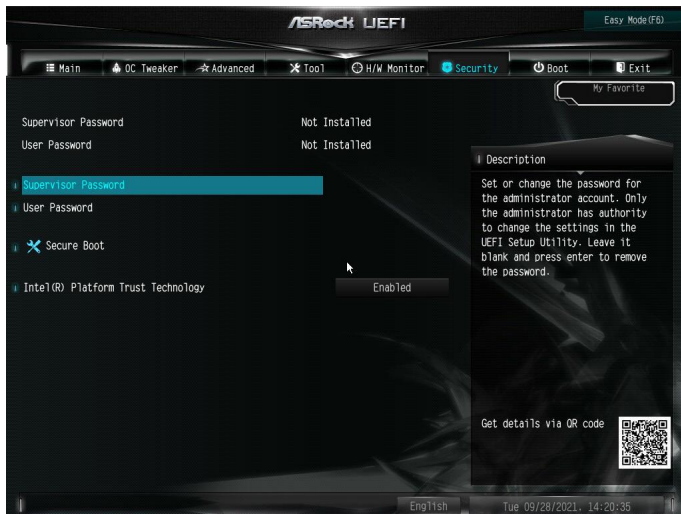 ASRock UEFI
Easy Mode(F6)
Main
OC Tweaker
Advanced
Tool
H/W Monitor
Security
Boot
Exit
My Favorite
Supervisor Password Not Installed
User Password Not Installed
Supervisor Password
User Password
Secure Boot
Intel(R) Platform Trust Technology Enabled
Description
Set or change the password for
the administrator account. Only
the administrator has authority
to change the settings in the
UEFI Setup Utility. Leave it
blank and press enter to remove
the password.
Get details via QR code
English
Tue 09/28/2021. 14:20:35